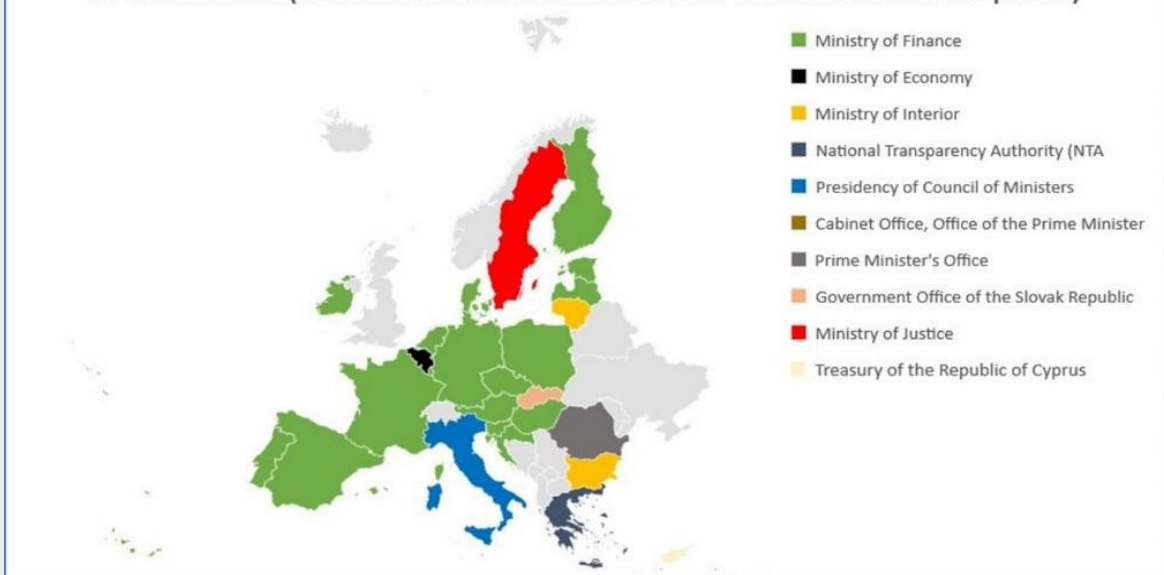 Ministry of Finance
Ministry of Economy
Ministry of Interior
National Transparency Authority (NTA
Presidency of Council of Ministers
Cabinet Office, Office of the Prime Minister
Prime Minister's Office
Government Office of the Slovak Republic
Ministry of Justice
Treasury of the Republic of Cyprus